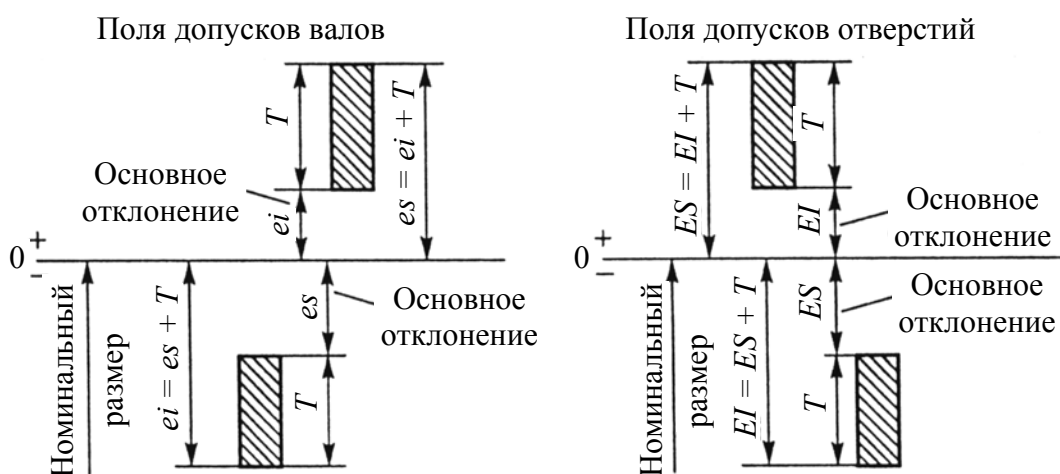 Поля допусков валов
T
Основное
отклонение
ei
es = ei + T
0
+
−
Номинальный
размер
ei = es + T
es
Основное
отклонение
T
Поля допусков отверстий
ES = EI + T
T
EI
Основное
отклонение
0
+
−
Номинальный
размер
EI = ES + T
ES
Основное
отклонение
T